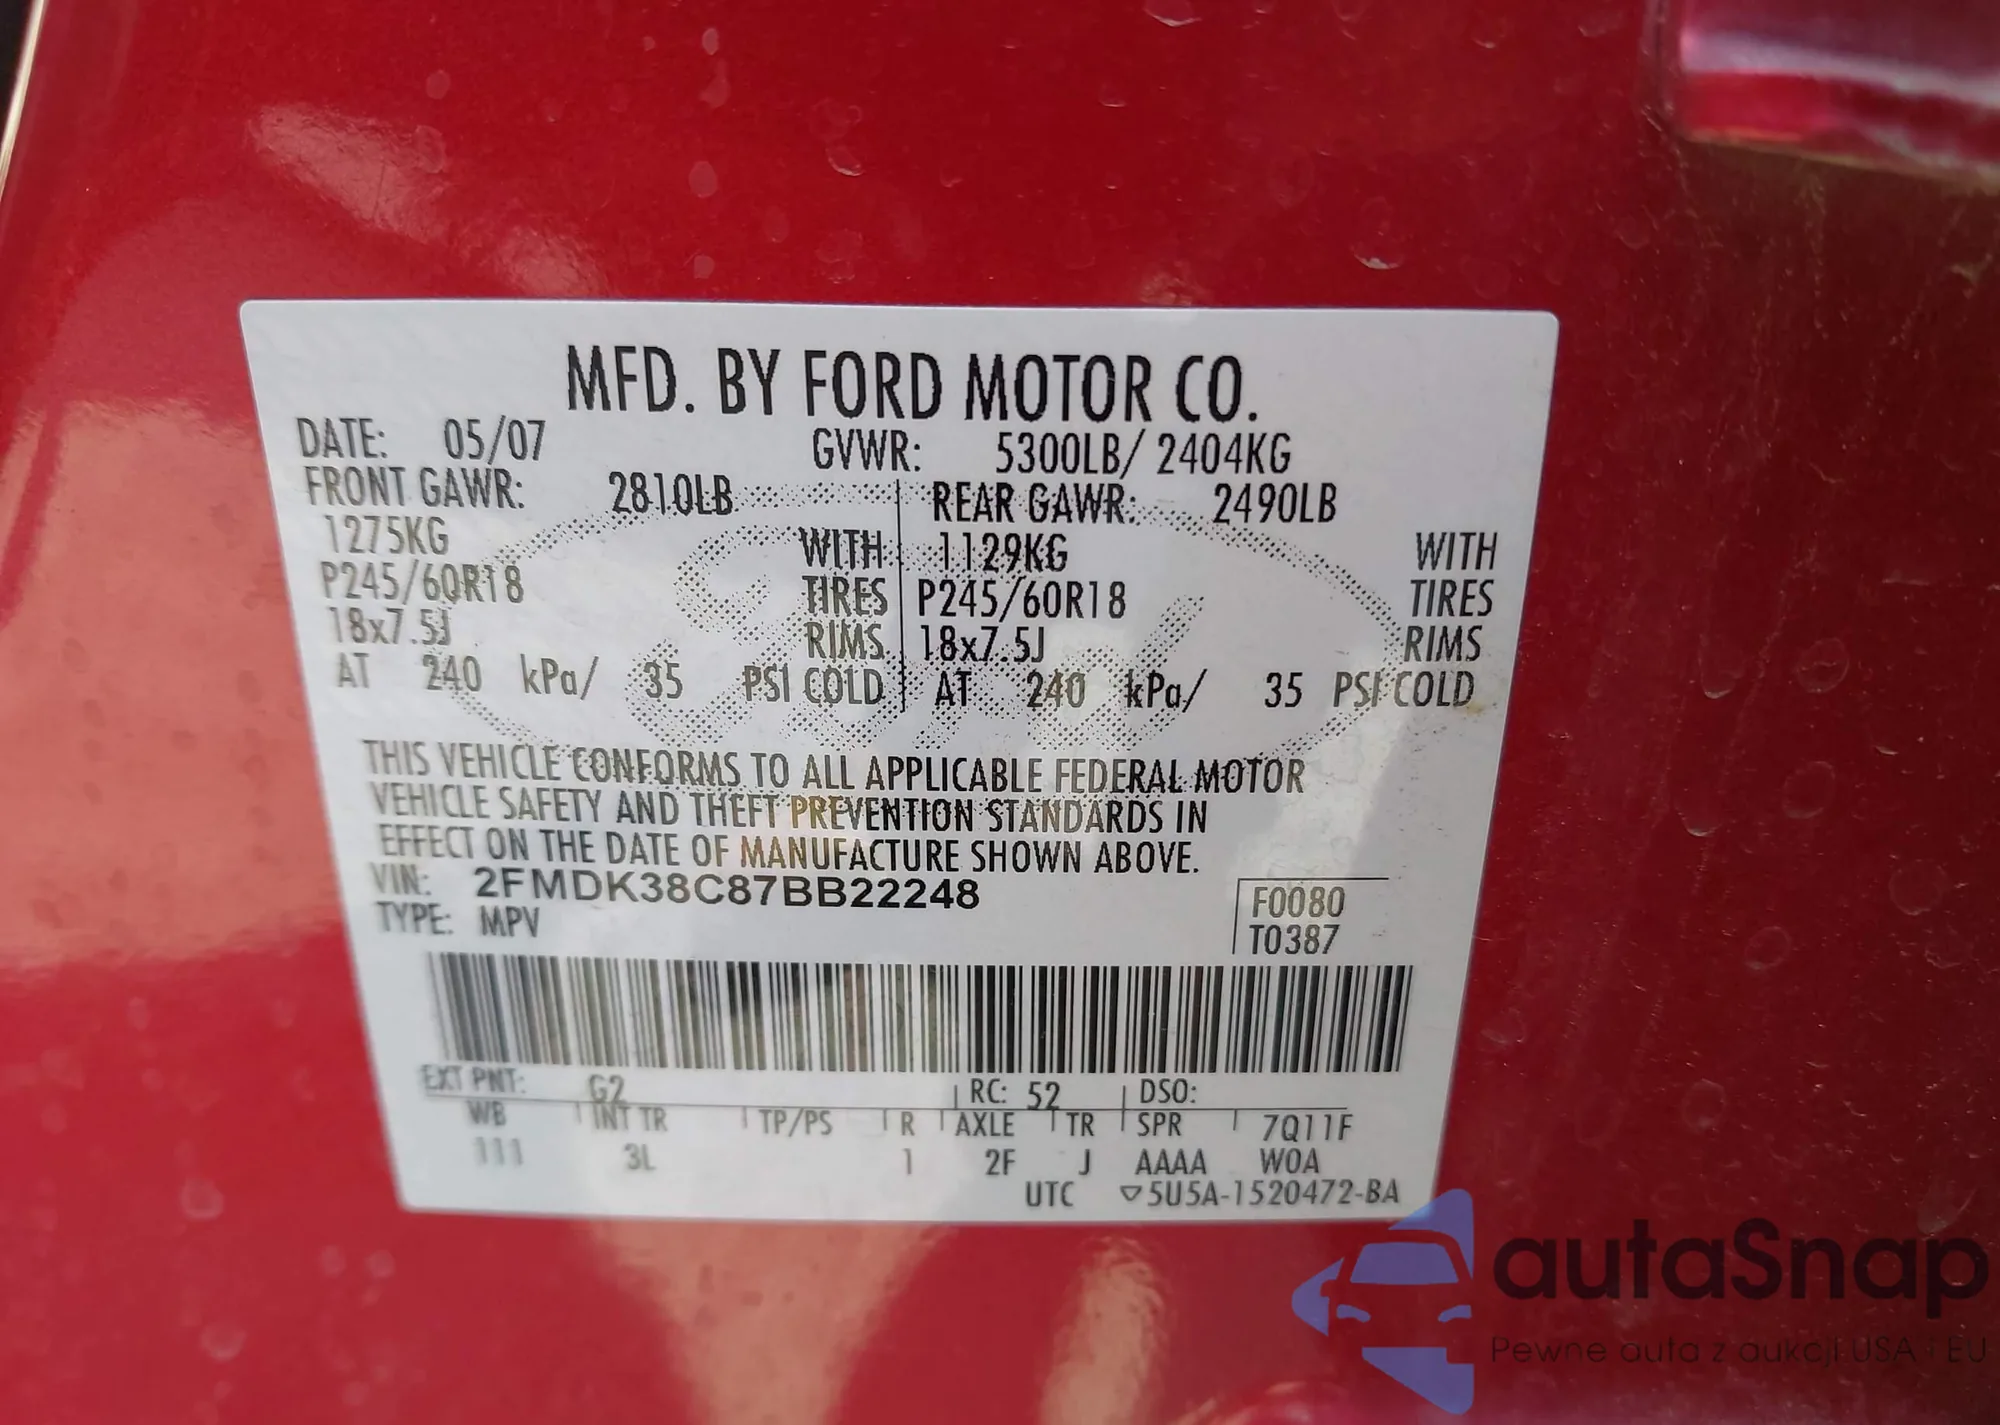 MFD. BY FORD MOTOR CO.
DATE: 05/07 GVWR: 5300LB/ 2404KG
FRONT GAWR: 2810LB REAR GAWR: 2490LB
1275KG WITH 1129KG WITH
P245/60R18 TIRES P245/60R18 TIRES
18x7.5J RIMS 18x7.5J RIMS
AT 240 kPa/ 35 PSI COLD AT 240 kPa/ 35 PSI COLD
THIS VEHICLE CONFORMS TO ALL APPLICABLE FEDERAL MOTOR
VEHICLE SAFETY AND THEFT PREVENTION STANDARDS IN
EFFECT ON THE DATE OF MANUFACTURE SHOWN ABOVE.
VIN: 2FMDK38C87BB22248
F0080
TYPE: MPV T0387
EXT PNT: G2 RC: 52 DSO:
WB INT TR TP/PS R AXLE TR SPR 7Q11F
111 3L 1 2F J AAAA WOA
UTC ▽5U5A-1520472-BA
autaSnap
Pewne auta z aukcji USA i EU